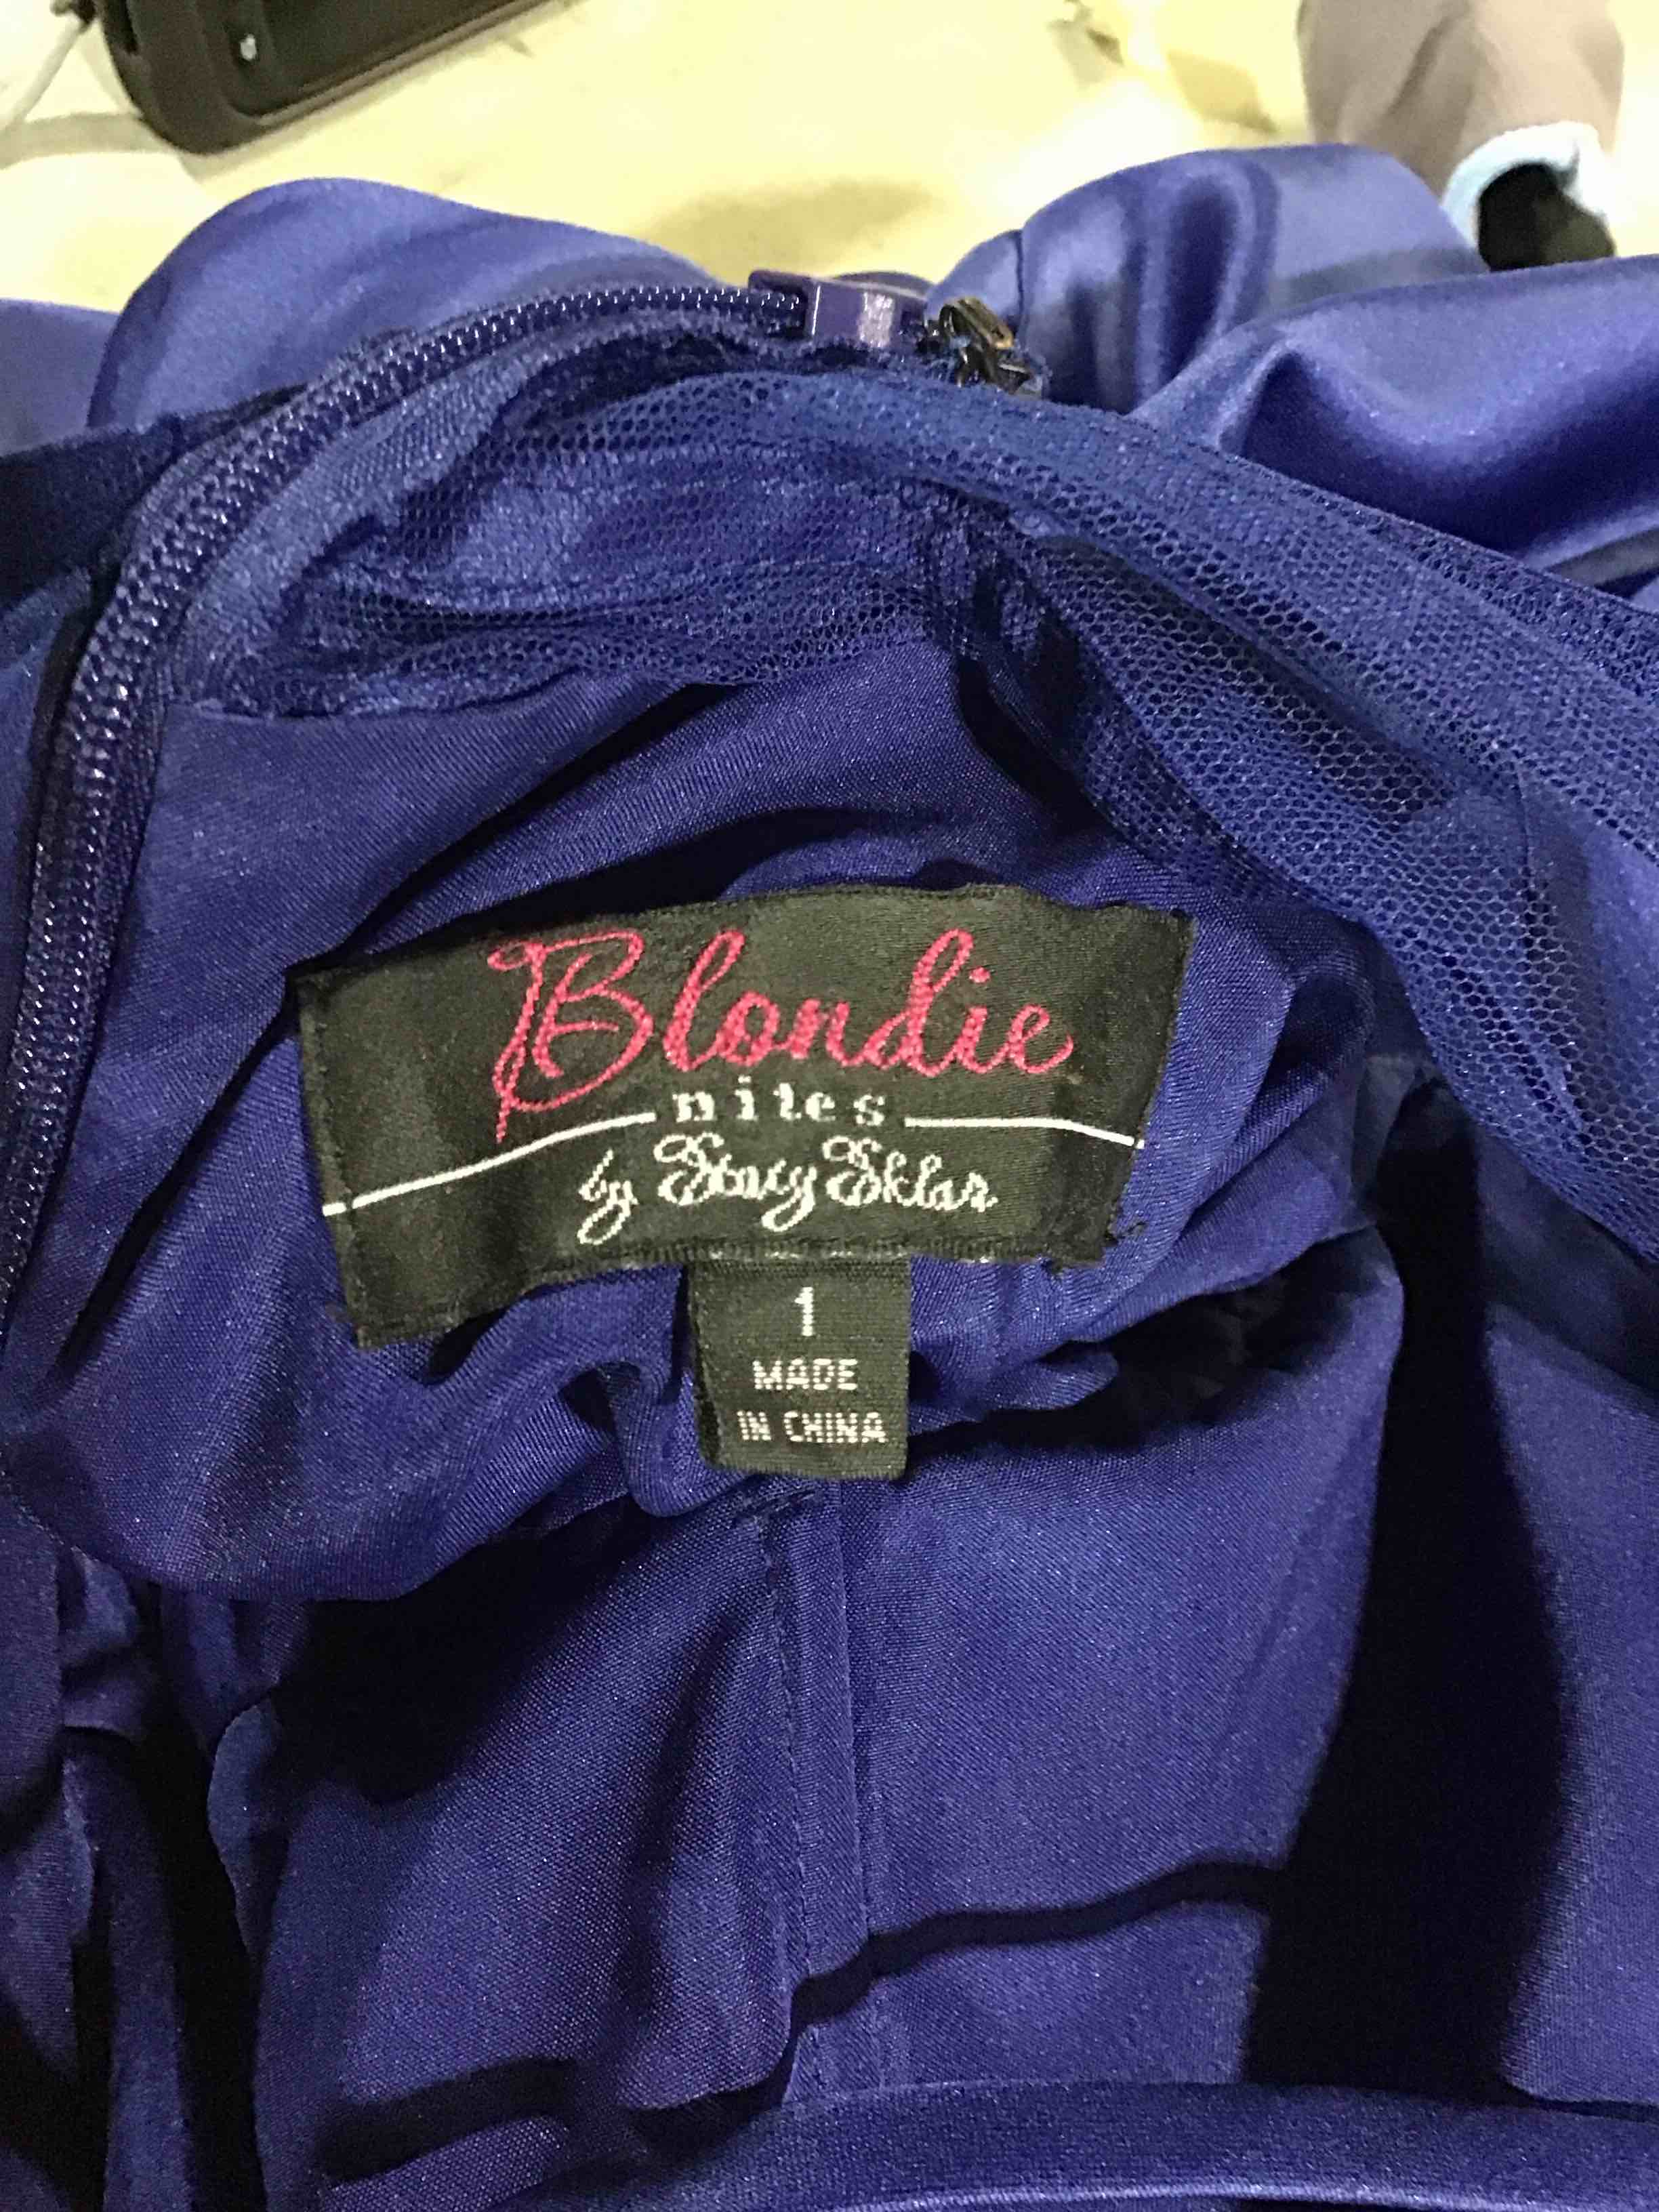 Blondie
nites
by Stacy Sklar
1
MADE
IN CHINA